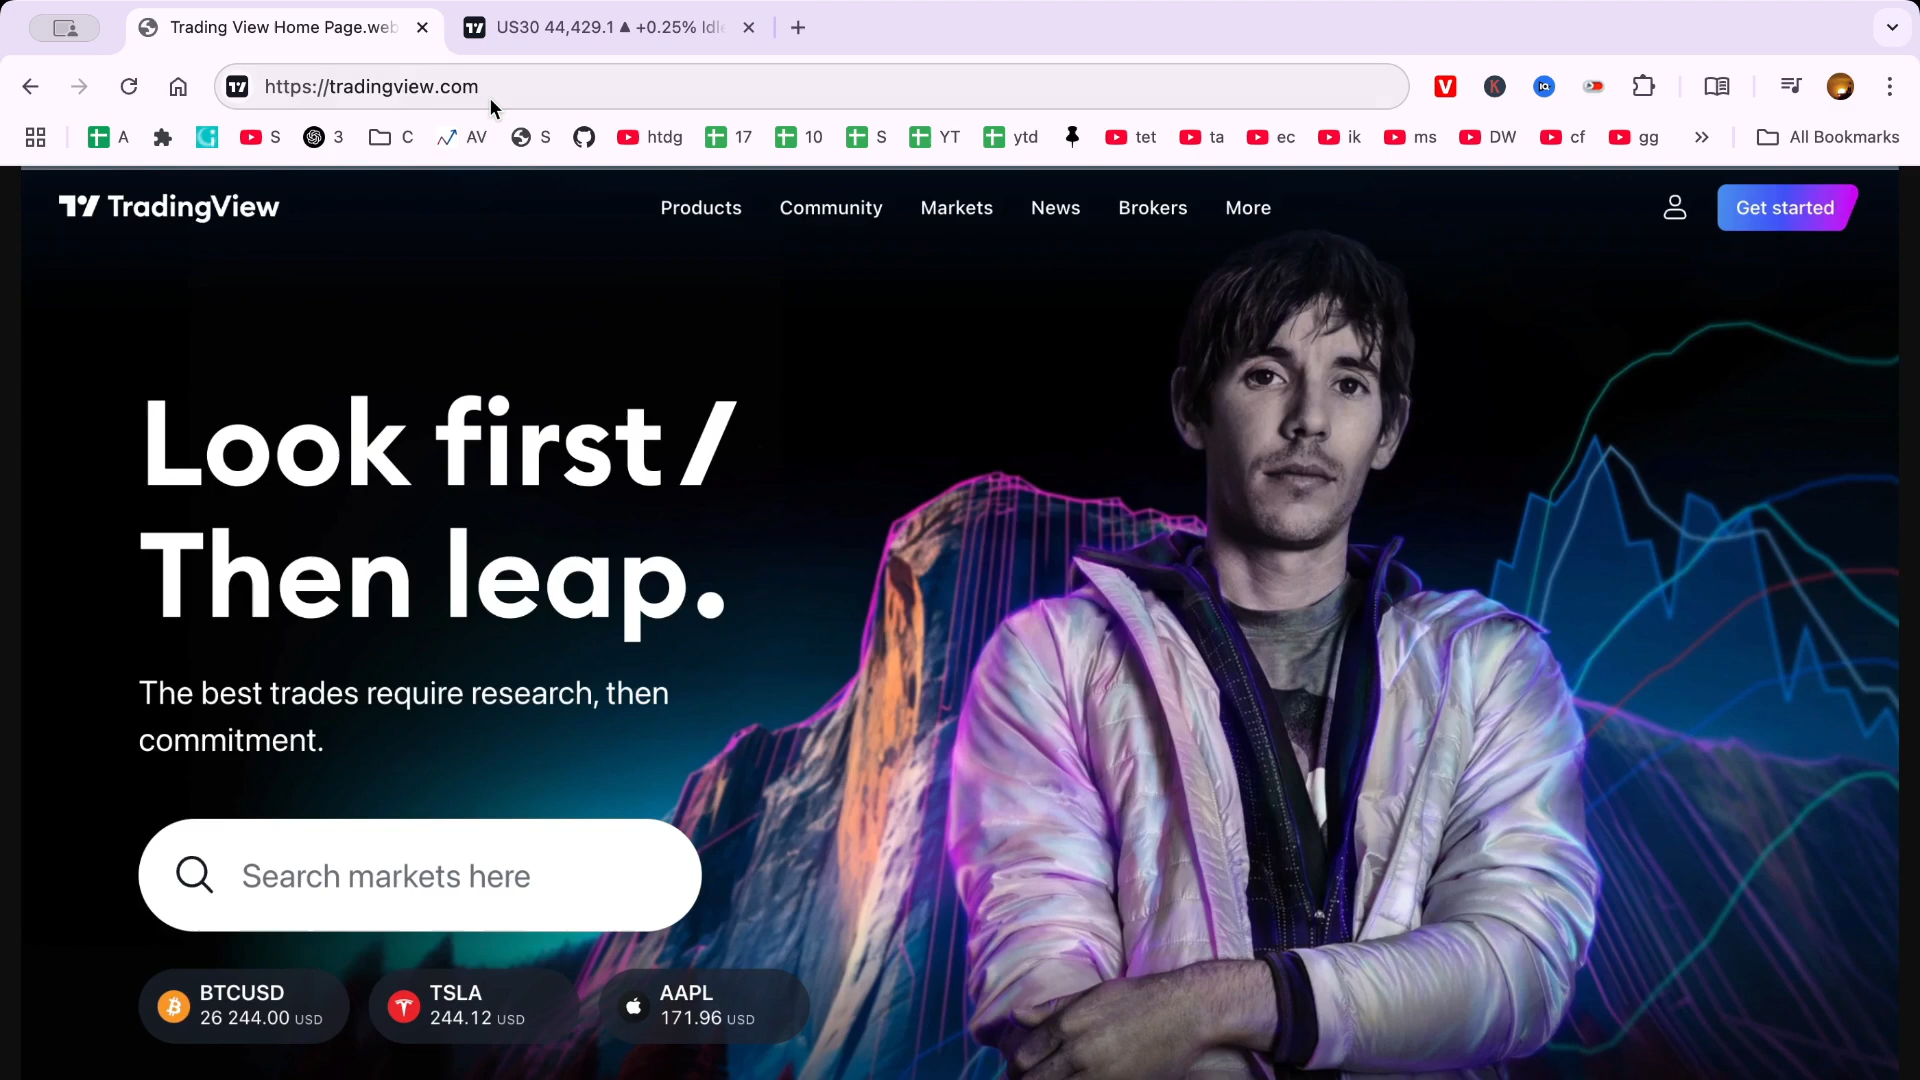 Trading View Home Page.web
US30 44,429.1 ▲ +0.25% Idle
https://tradingview.com
A
S
3
C
AV
S
htdg
17
10
S
YT
ytd
tet
ta
ec
ik
ms
DW
cf
gg
All Bookmarks
TradingView
Products Community Markets News Brokers More
Get started
Look first /
Then leap.
The best trades require research, then
commitment.
Search markets here
BTCUSD
26 244.00 USD
TSLA
244.12 USD
AAPL
171.96 USD